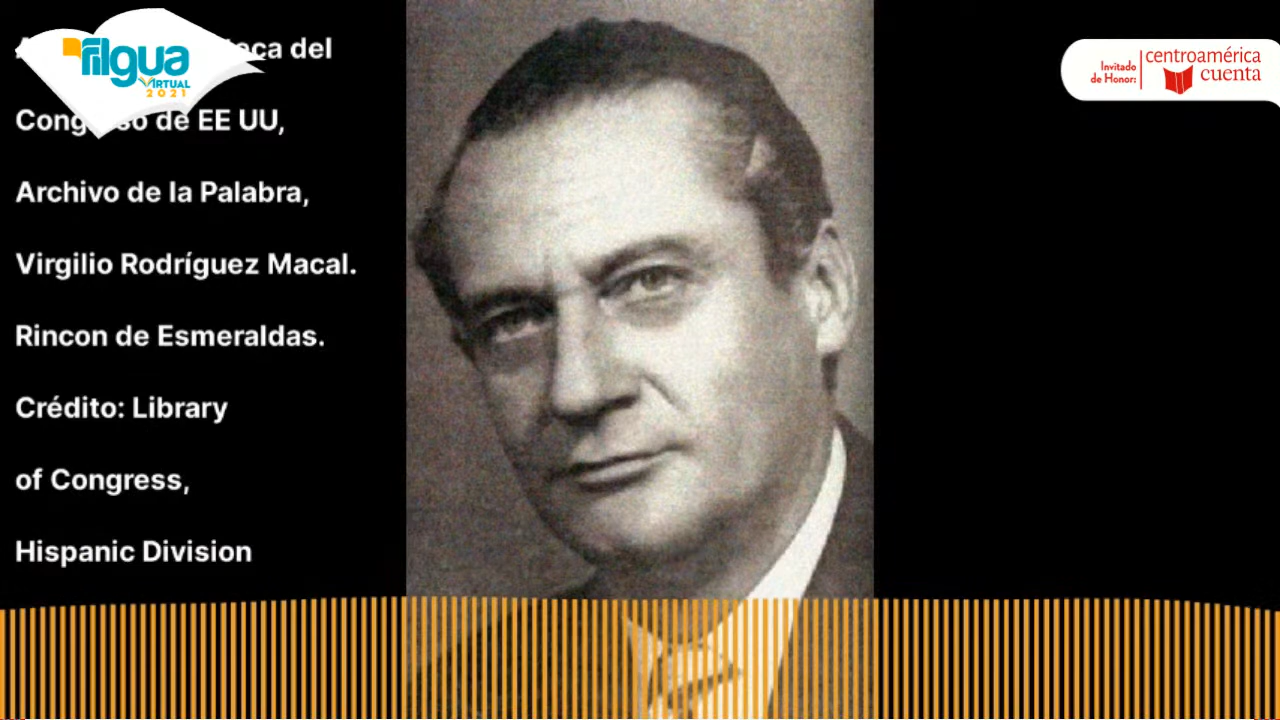 filgua
VIRTUAL
2021
del
Congreso de EE UU,
Archivo de la Palabra,
Virgilio Rodríguez Macal.
Rincon de Esmeraldas.
Crédito: Library
of Congress,
Hispanic Division
Invitado
de Honor:
centroamérica
cuenta